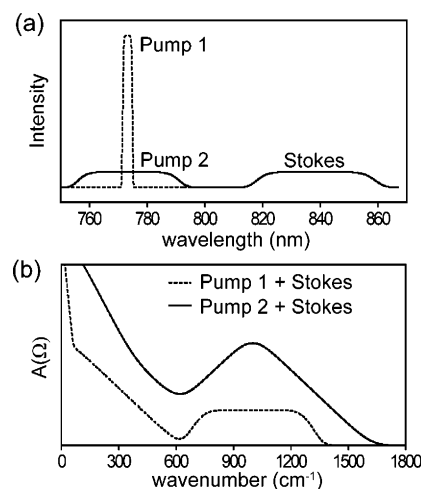 (a)
Pump 1
Pump 2
Stokes
Intensity
760 780 800 820 840 860
wavelength (nm)
(b)
Pump 1 + Stokes
Pump 2 + Stokes
A(Ω)
0 300 600 900 1200 1500 1800
wavenumber (cm⁻¹)